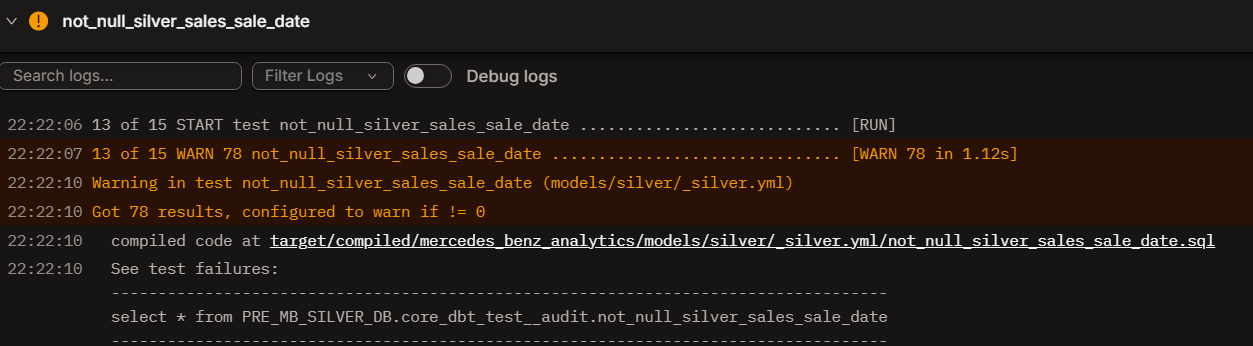 not_null_silver_sales_sale_date
Search logs...
Filter Logs
Debug logs
22:22:06 13 of 15 START test not_null_silver_sales_sale_date ............................ [RUN]
22:22:07 13 of 15 WARN 78 not_null_silver_sales_sale_date ............................... [WARN 78 in 1.12s]
22:22:10 Warning in test not_null_silver_sales_sale_date (models/silver/_silver.yml)
22:22:10 Got 78 results, configured to warn if != 0
22:22:10 compiled code at target/compiled/mercedes_benz_analytics/models/silver/_silver.yml/not_null_silver_sales_sale_date.sql
22:22:10 See test failures:
-----------------------------------------------------------------------------------
select * from PRE_MB_SILVER_DB.core_dbt_test__audit.not_null_silver_sales_sale_date
-----------------------------------------------------------------------------------